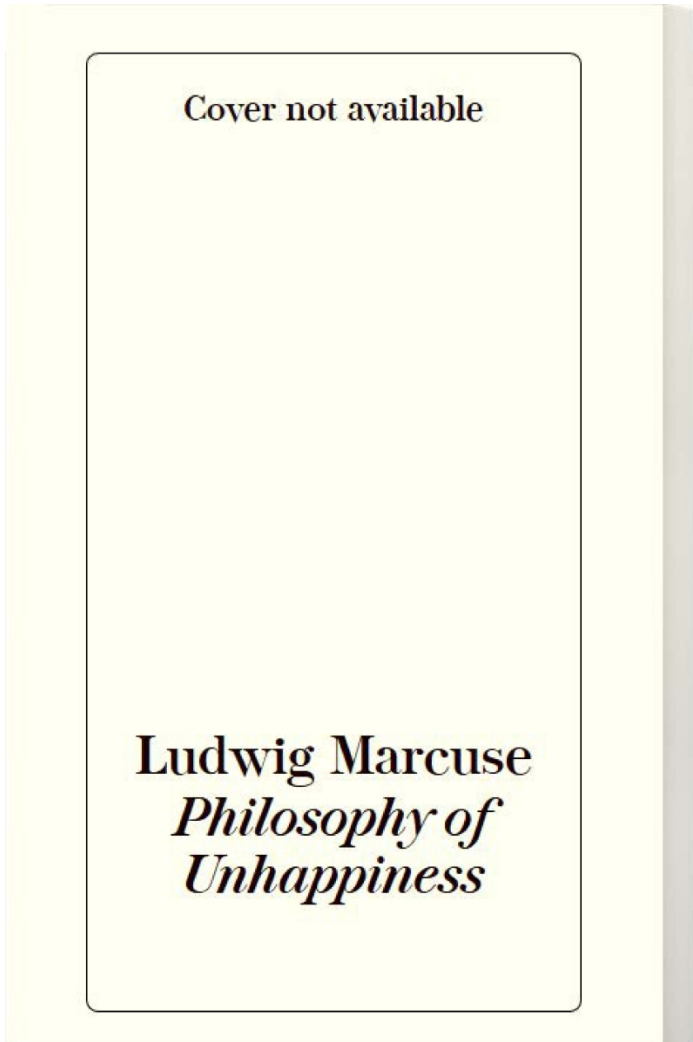 Cover not available
Ludwig Marcuse
Philosophy of
Unhappiness